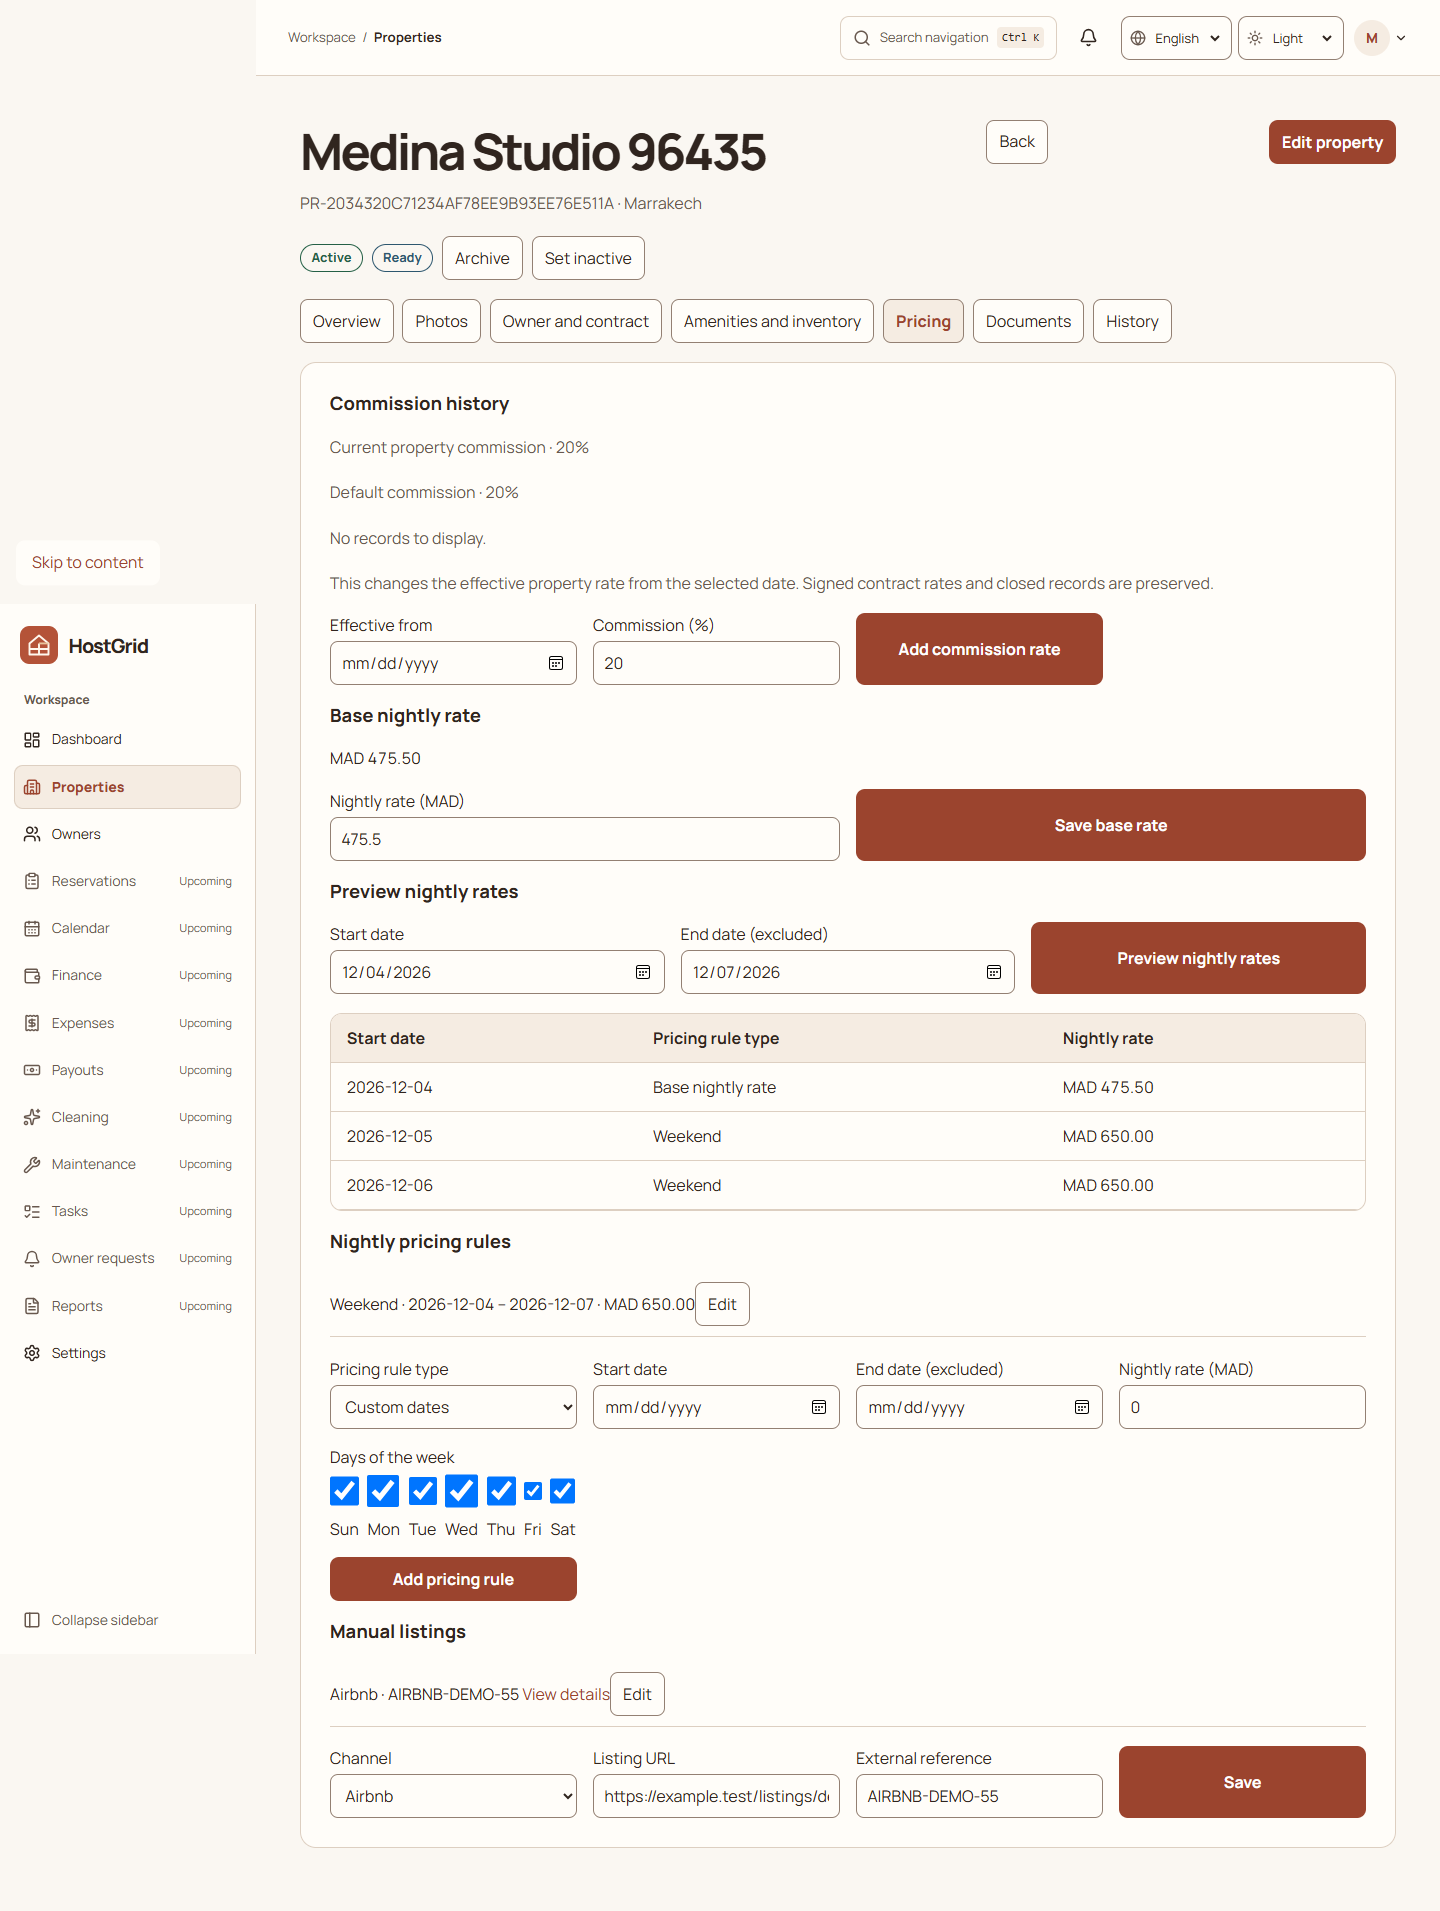 Workspace / Properties
Search navigation Ctrl K
English
Light
M
Medina Studio 96435
Back
Edit property
PR-2034320C71234AF78EE9B93EE76E511A · Marrakech
Active
Ready
Archive
Set inactive
Overview
Photos
Owner and contract
Amenities and inventory
Pricing
Documents
History
Skip to content
HostGrid
Workspace
Dashboard
Properties
Owners
Reservations Upcoming
Calendar Upcoming
Finance Upcoming
Expenses Upcoming
Payouts Upcoming
Cleaning Upcoming
Maintenance Upcoming
Tasks Upcoming
Owner requests Upcoming
Reports Upcoming
Settings
Collapse sidebar
Commission history
Current property commission · 20%
Default commission · 20%
No records to display.
This changes the effective property rate from the selected date. Signed contract rates and closed records are preserved.
Effective from
mm/dd/yyyy
Commission (%)
20
Add commission rate
Base nightly rate
MAD 475.50
Nightly rate (MAD)
475.5
Save base rate
Preview nightly rates
Start date
12/04/2026
End date (excluded)
12/07/2026
Preview nightly rates
Start date Pricing rule type Nightly rate
2026-12-04 Base nightly rate MAD 475.50
2026-12-05 Weekend MAD 650.00
2026-12-06 Weekend MAD 650.00
Nightly pricing rules
Weekend · 2026-12-04 – 2026-12-07 · MAD 650.00 Edit
Pricing rule type
Custom dates
Start date
mm/dd/yyyy
End date (excluded)
mm/dd/yyyy
Nightly rate (MAD)
0
Days of the week
Sun Mon Tue Wed Thu Fri Sat
Add pricing rule
Manual listings
Airbnb · AIRBNB-DEMO-55 View details Edit
Channel
Airbnb
Listing URL
https://example.test/listings/de
External reference
AIRBNB-DEMO-55
Save